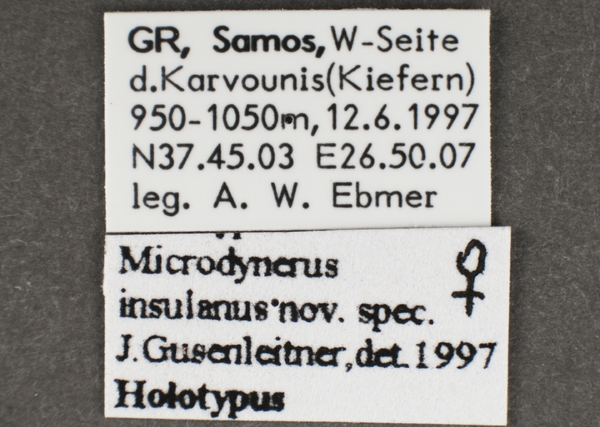 GR, Samos, W-Seite
d.Karvounis(Kiefern)
950-1050m, 12.6.1997
N37.45.03 E26.50.07
leg. A. W. Ebmer
Microdynerus ♀
insulanus nov. spec.
J.Gusenleitner,det.1997
Holotypus